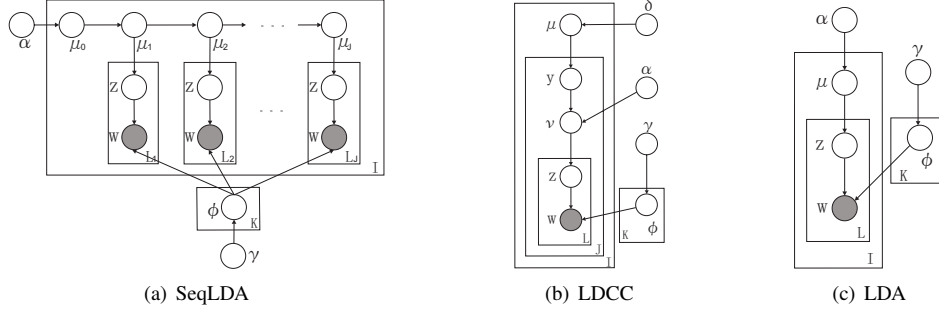 α μ₀ μ₁ μ₂ - - - μJ
Z Z Z
- - -
W W W
L₁ L₂ LJ
I
ϕ K
γ
(a) SeqLDA
μ δ
y
ν α
γ
z
w ϕ
L K
J
I
(b) LDCC
α
γ
μ
z ϕ
K
W
L
I
(c) LDA